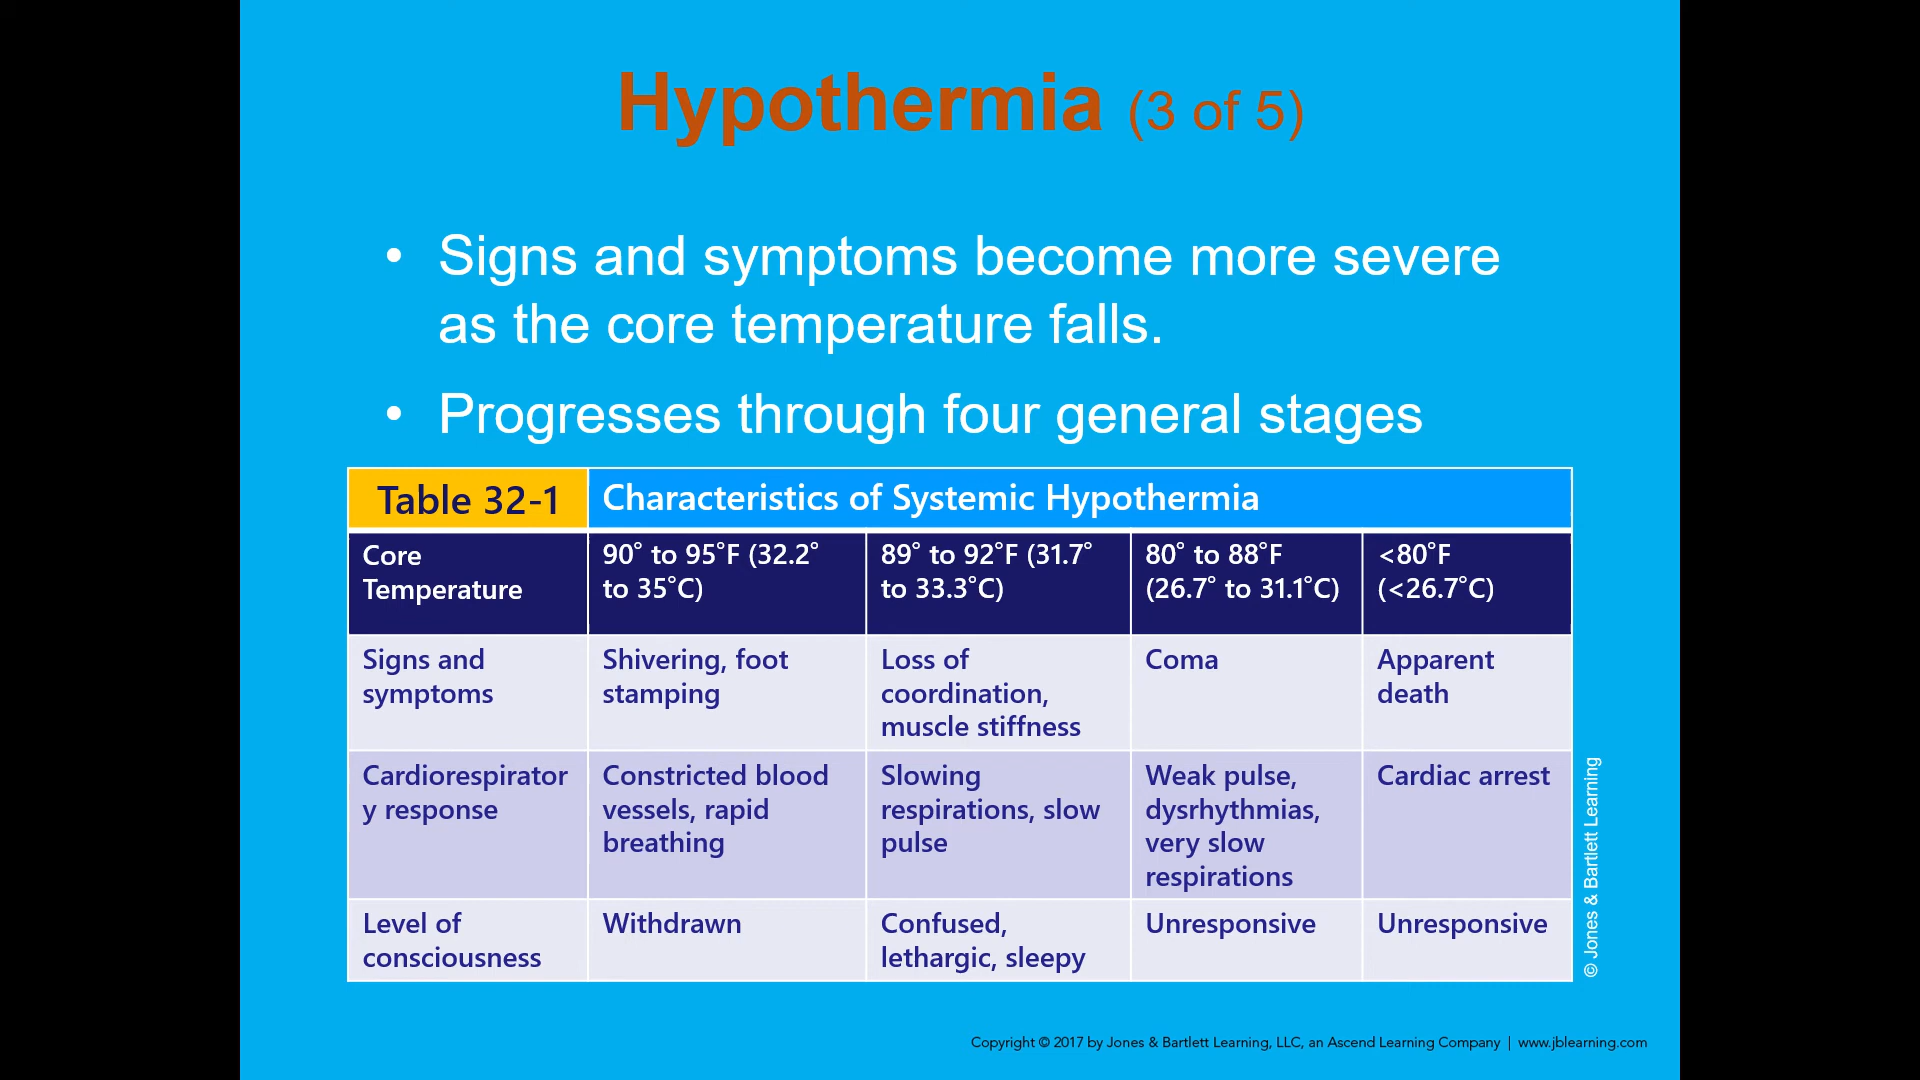 Hypothermia (3 of 5)
• Signs and symptoms become more severe
as the core temperature falls.
• Progresses through four general stages
Table 32-1
Characteristics of Systemic Hypothermia
Core
Temperature
90˚ to 95˚F (32.2˚
to 35˚C)
89˚ to 92˚F (31.7˚
to 33.3˚C)
80˚ to 88˚F
(26.7˚ to 31.1˚C)
<80˚F
(<26.7˚C)
Signs and
symptoms
Shivering, foot
stamping
Loss of
coordination,
muscle stiffness
Coma
Apparent
death
Cardiorespirator
y response
Constricted blood
vessels, rapid
breathing
Slowing
respirations, slow
pulse
Weak pulse,
dysrhythmias,
very slow
respirations
Cardiac arrest
Level of
consciousness
Withdrawn
Confused,
lethargic, sleepy
Unresponsive
Unresponsive
© Jones & Bartlett Learning
Copyright © 2017 by Jones & Bartlett Learning, LLC, an Ascend Learning Company | www.jblearning.com